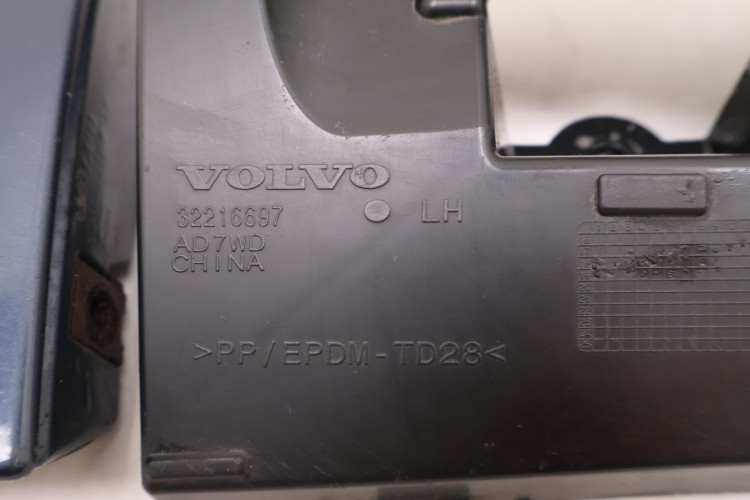 VOLVO
32216697 LH
AD7WD
CHINA
>PP/EPDM-TD28<